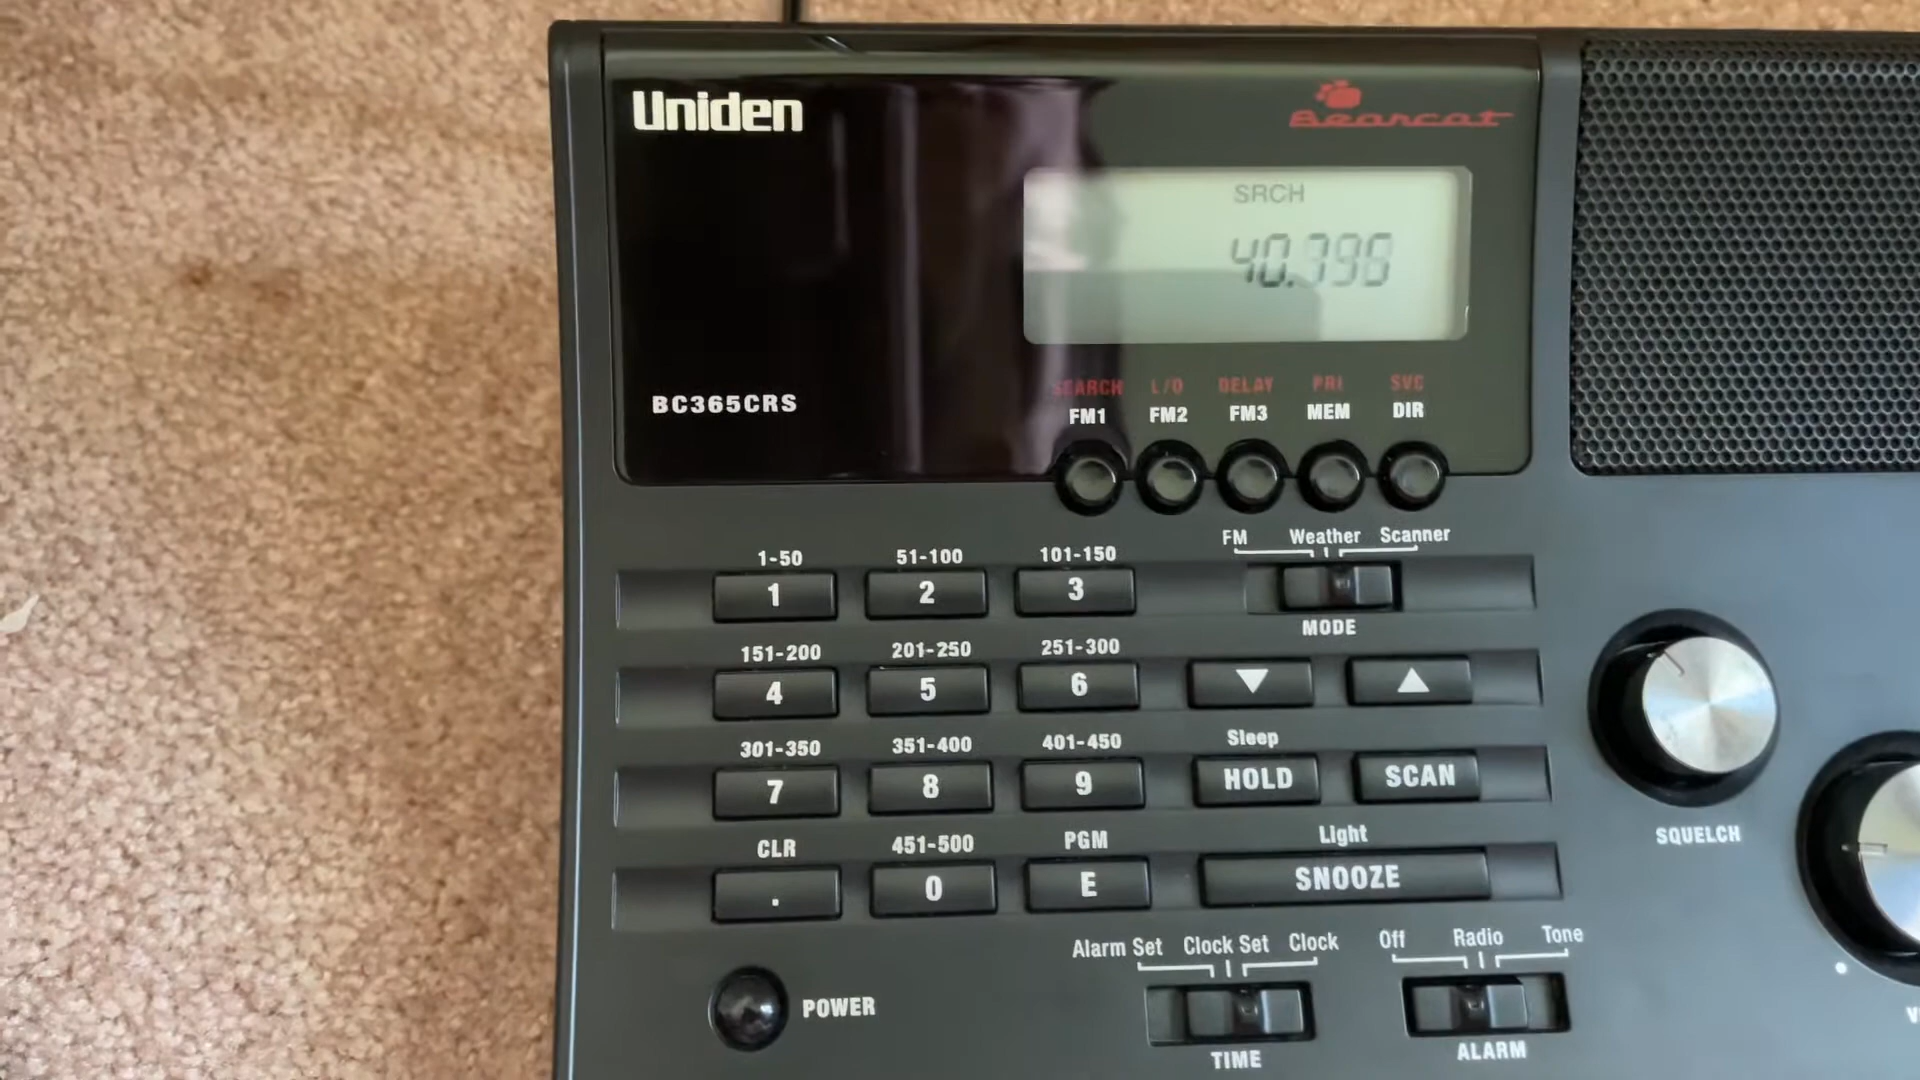 Uniden
Bearcat
SRCH
BC365CRS
SEARCH L/O DELAY PRI SVC
FM1 FM2 FM3 MEM DIR
FM Weather Scanner
1-50 51-100 101-150
1 2 3
MODE
151-200 201-250 251-300
4 5 6 ▼ ▲
301-350 351-400 401-450 Sleep
7 8 9 HOLD SCAN
SQUELCH
CLR 451-500 PGM Light
. 0 E SNOOZE
Alarm Set Clock Set Clock Off Radio Tone
POWER
TIME ALARM